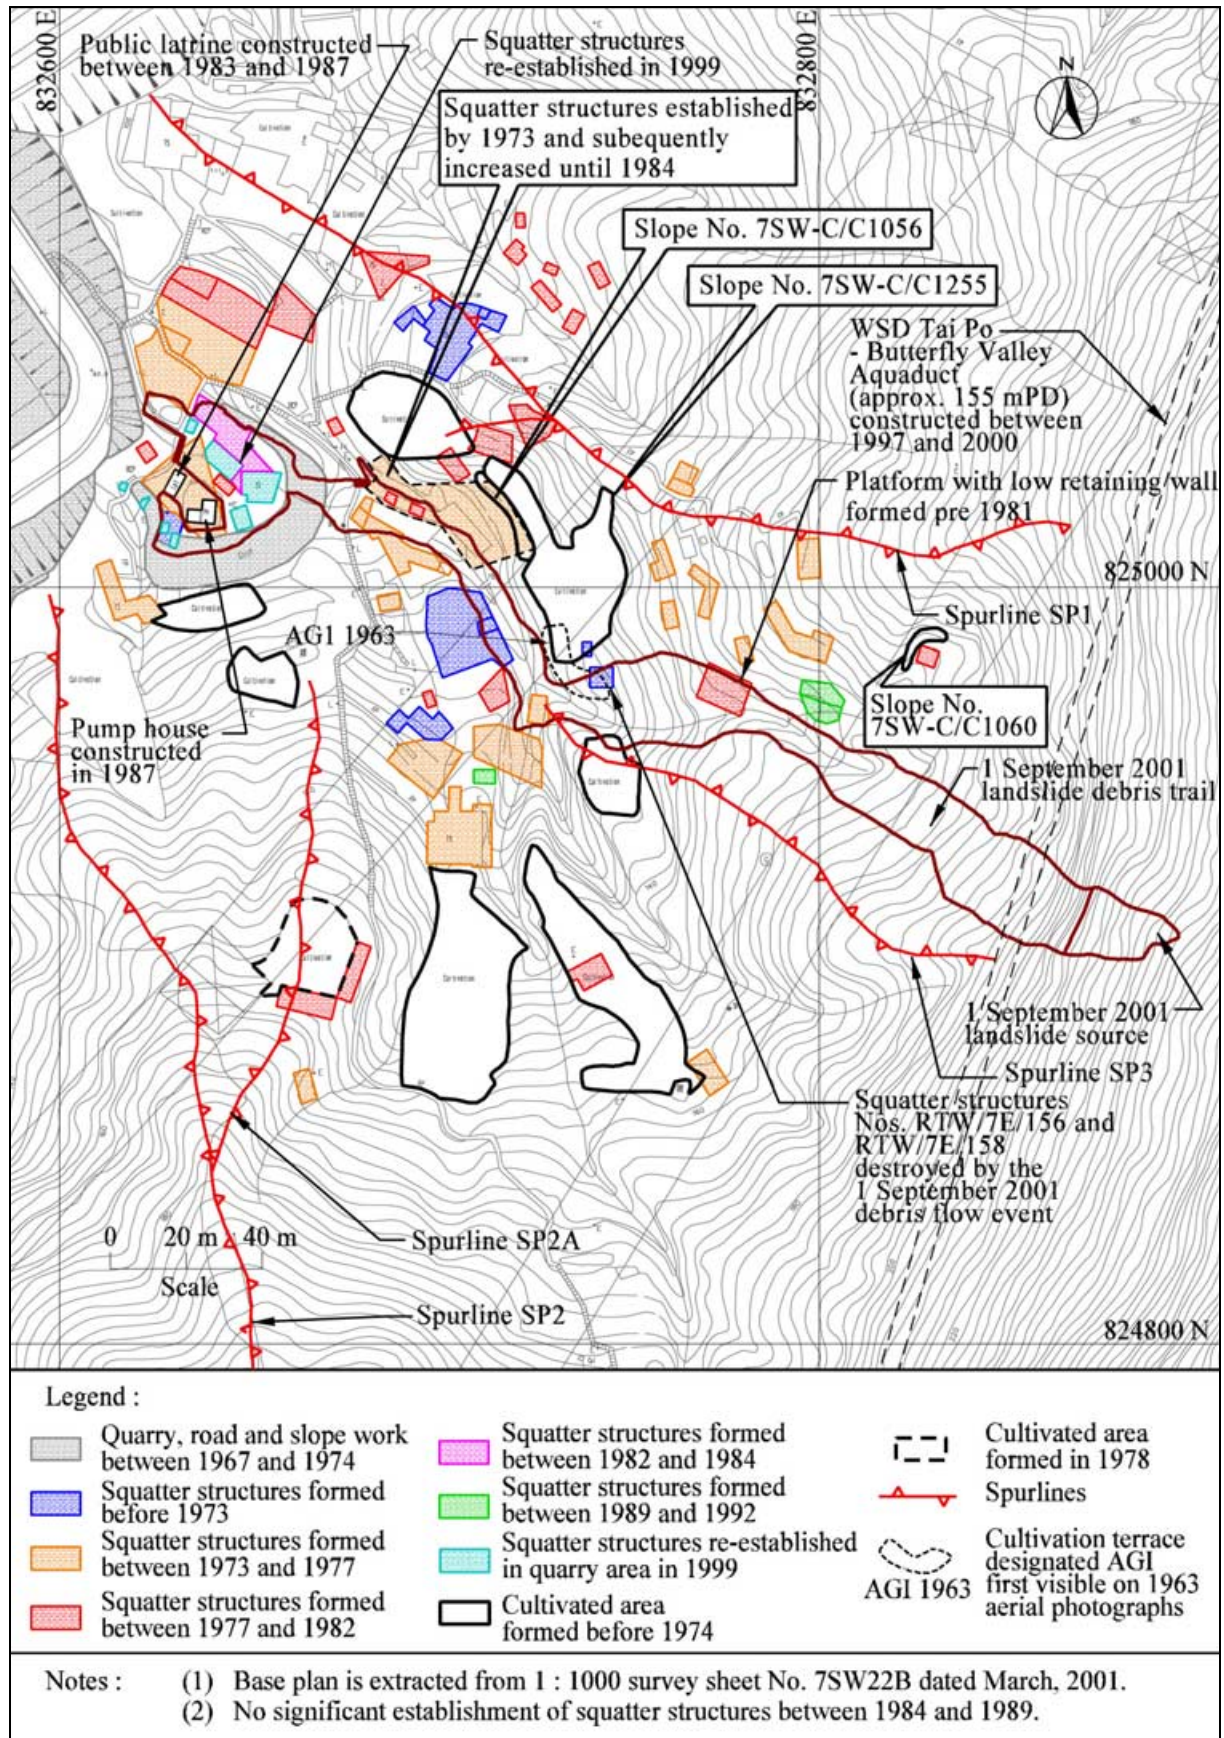 832600 E
832800 E
Public latrine constructed
between 1983 and 1987
Squatter structures
re-established in 1999
N
Squatter structures established
by 1973 and subequently
increased until 1984
Slope No. 7SW-C/C1056
Slope No. 7SW-C/C1255
WSD Tai Po
- Butterfly Valley
Aquaduct
(approx. 155 mPD)
constructed between
1997 and 2000
Platform with low retaining wall
formed pre 1981
825000 N
Spurline SP1
AG1 1963
Slope No.
7SW-C/C1060
Pump house
constructed
in 1987
1 September 2001
landslide debris trail
1 September 2001
landslide source
Spurline SP3
Squatter structures
Nos. RTW/7E/156 and
RTW/7E/158
destroyed by the
1 September 2001
debris flow event
0 20 m 40 m
Scale
Spurline SP2A
Spurline SP2
824800 N
Legend :
Quarry, road and slope work
between 1967 and 1974
Squatter structures formed
before 1973
Squatter structures formed
between 1973 and 1977
Squatter structures formed
between 1977 and 1982
Squatter structures formed
between 1982 and 1984
Squatter structures formed
between 1989 and 1992
Squatter structures re-established
in quarry area in 1999
Cultivated area
formed before 1974
Cultivated area
formed in 1978
Spurlines
AGI 1963
Cultivation terrace
designated AGI
first visible on 1963
aerial photographs
Notes :
(1) Base plan is extracted from 1 : 1000 survey sheet No. 7SW22B dated March, 2001.
(2) No significant establishment of squatter structures between 1984 and 1989.